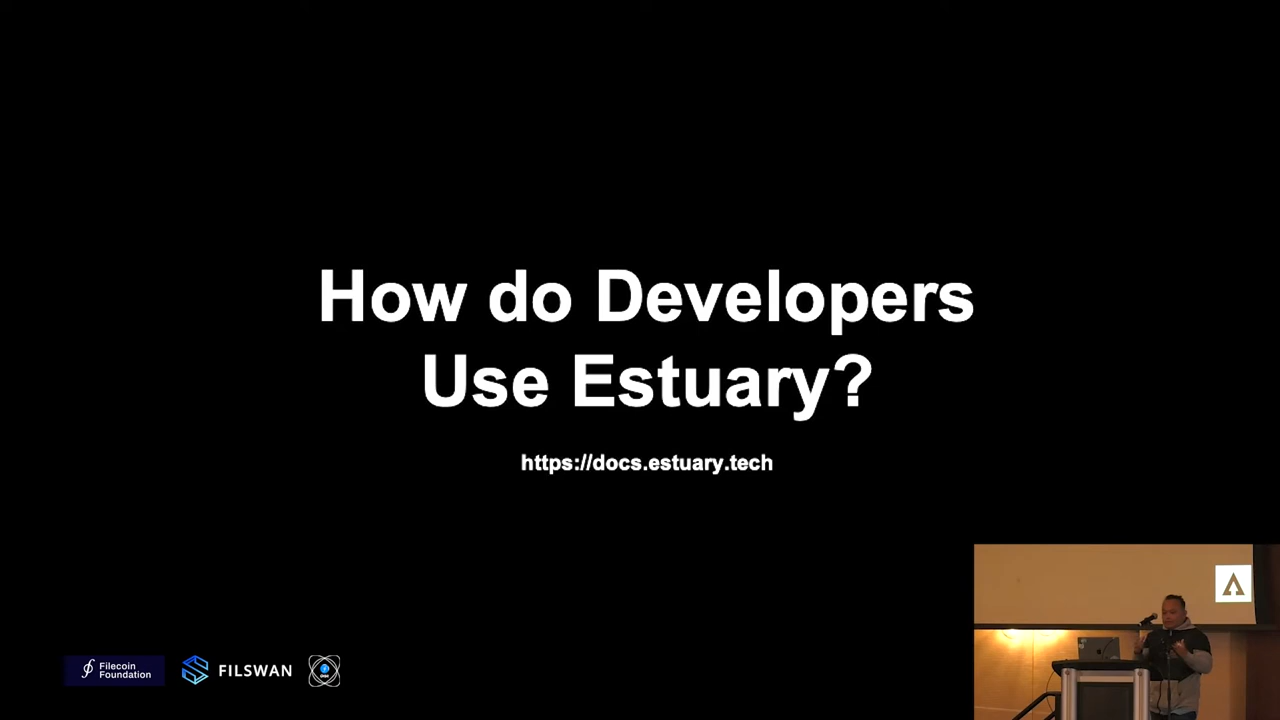 How do Developers
Use Estuary?
https://docs.estuary.tech
Filecoin
Foundation
FILSWAN